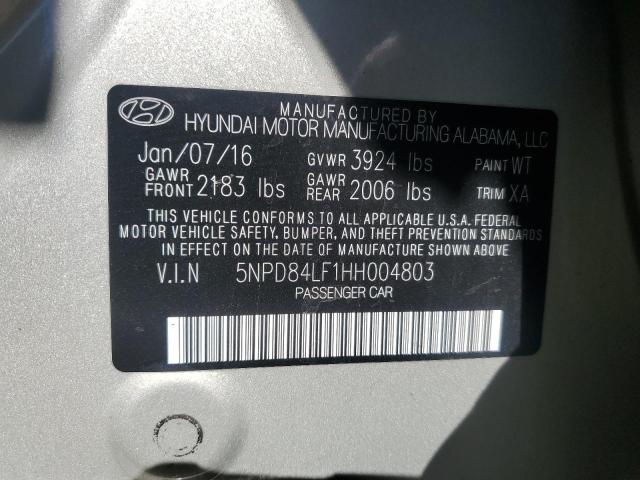 MANUFACTURED BY
HYUNDAI MOTOR MANUFACTURING ALABAMA, LLC
Jan/07/16 GVWR 3924 lbs PAINT WT
GAWR FRONT 2183 lbs GAWR REAR 2006 lbs TRIM XA
THIS VEHICLE CONFORMS TO ALL APPLICABLE U.S.A. FEDERAL
MOTOR VEHICLE SAFETY, BUMPER, AND THEFT PREVENTION STANDARDS
IN EFFECT ON THE DATE OF MANUFACTURE SHOWN ABOVE
V.I.N 5NPD84LF1HH004803
PASSENGER CAR